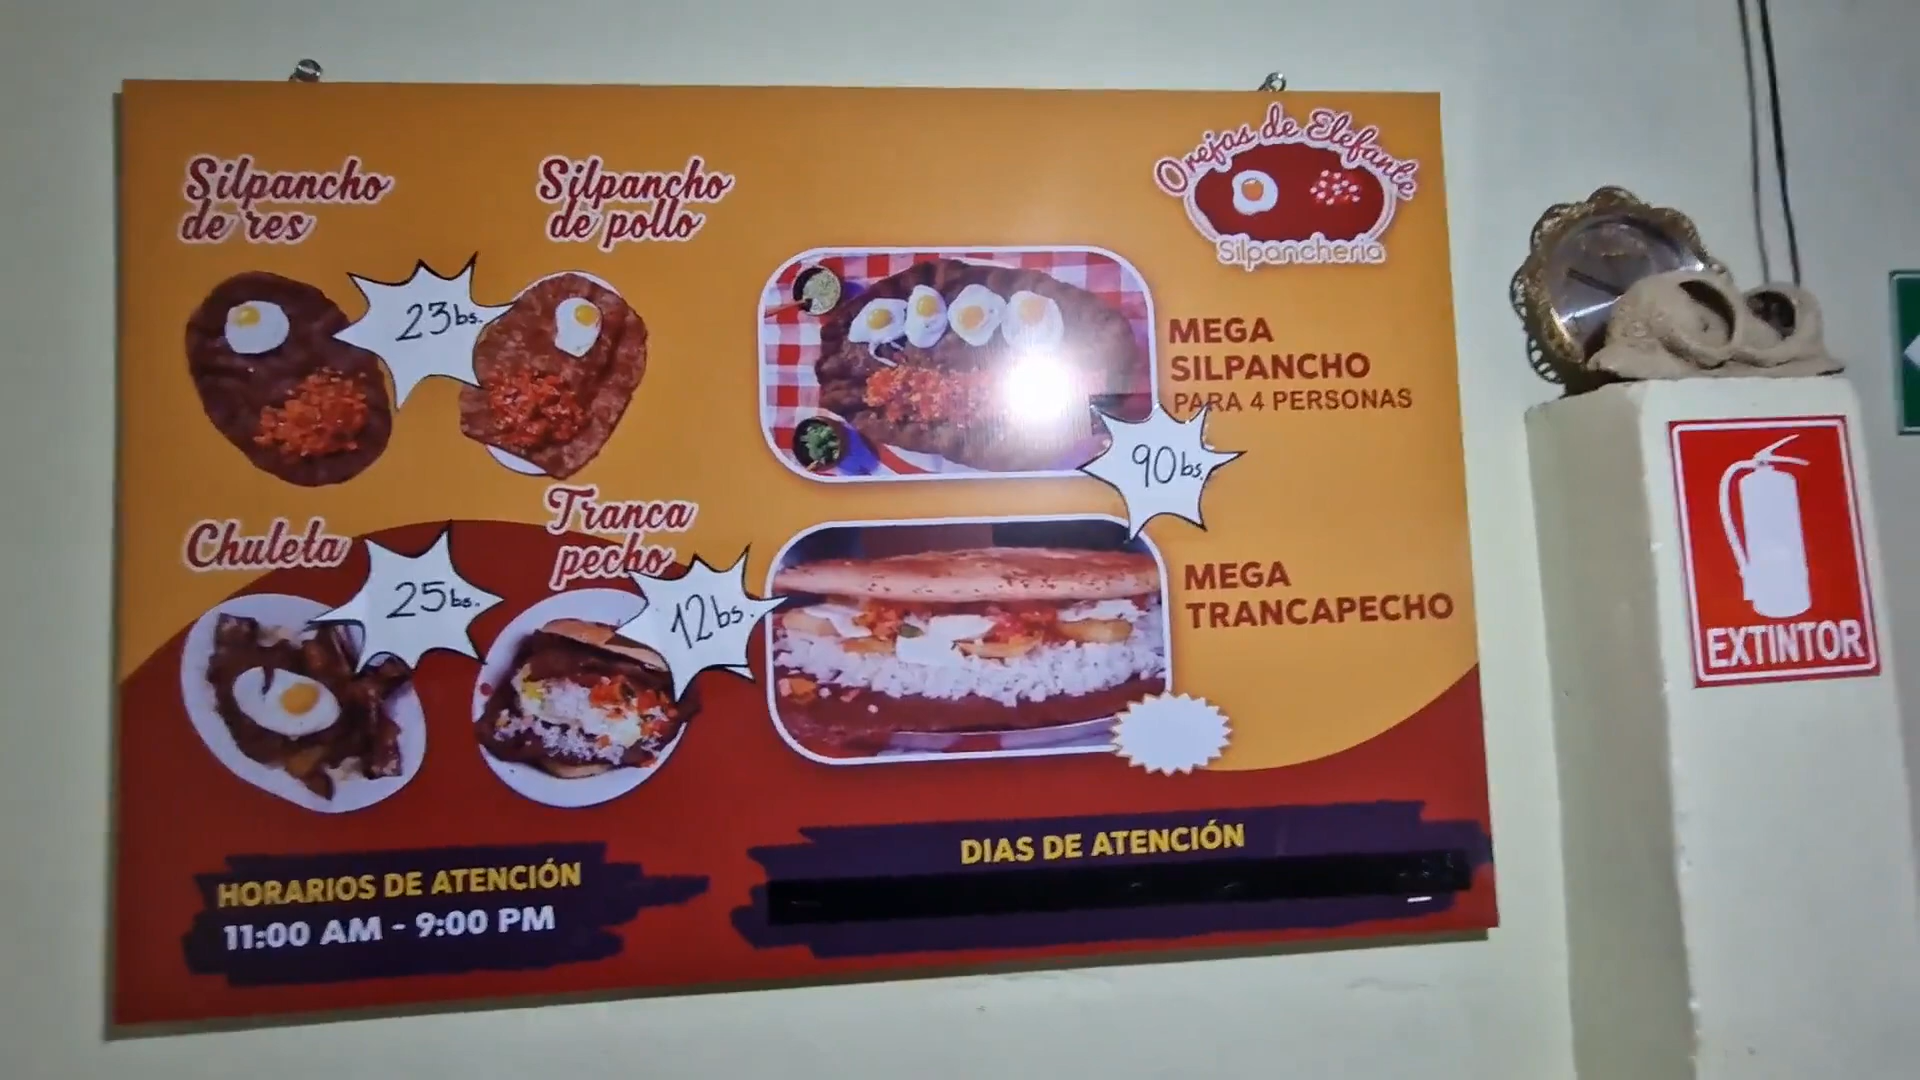 Orejas de Elefante
Silpancheria
Silpancho
de res
Silpancho
de pollo
23bs.
MEGA
SILPANCHO
PARA 4 PERSONAS
90bs.
Chuleta
25bs.
Tranca
pecho
12bs.
MEGA
TRANCAPECHO
HORARIOS DE ATENCIÓN
11:00 AM - 9:00 PM
DIAS DE ATENCIÓN
EXTINTOR